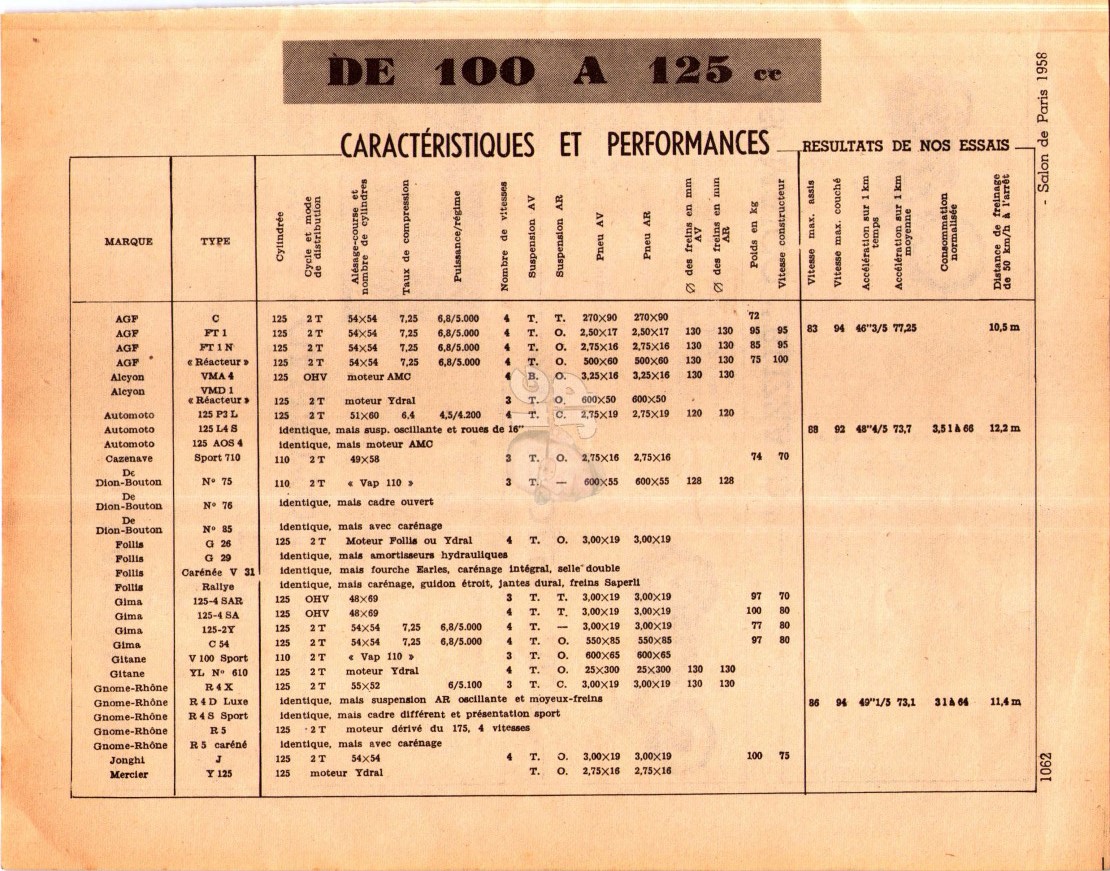 DE 100 A 125 cc
CARACTÉRISTIQUES ET PERFORMANCES
RESULTATS DE NOS ESSAIS
- Salon de Paris 1958
MARQUE TYPE Cylindrée Cycle et mode de distribution Alésage-course et nombre de cylindres Taux de compression Puissance/régime Nombre de vitesses Suspension AV Suspension AR Pneu AV Pneu AR ∅ des freins en mm AV ∅ des freins en mm AR Poids en kg Vitesse constructeur Vitesse max. assis Vitesse max. couché Accélération sur 1 km temps Accélération sur 1 km moyenne Consommation normalisée Distance de freinage de 50 km/h à l'arrêt
AGF C 125 2 T 54×54 7,25 6,8/5.000 4 T. T. 270×90 270×90 72
AGF FT 1 125 2 T 54×54 7,25 6,8/5.000 4 T. O. 2,50×17 2,50×17 130 130 95 95 83 94 46"3/5 77,25 10,5 m
AGF FT 1 N 125 2 T 54×54 7,25 6,8/5.000 4 T. O. 2,75×16 2,75×16 130 130 85 95
AGF « Réacteur » 125 2 T 54×54 7,25 6,8/5.000 4 T. O. 500×60 500×60 130 130 75 100
Alcyon VMA 4 125 OHV moteur AMC 4 B. O. 3,25×16 3,25×16 130 130
Alcyon VMD 1
« Réacteur » 125 2 T moteur Ydral 3 T. O. 600×50 600×50
Automoto 125 P3 L 125 2 T 51×60 6,4 4,5/4.200 4 T. C. 2,75×19 2,75×19 120 120
Automoto 125 L4 S identique, mais susp. oscillante et roues de 16" 88 92 48"4/5 73,7 3,5 l à 66 12,2 m
Automoto 125 AOS 4 identique, mais moteur AMC
Cazenave Sport 710 110 2 T 49×58 3 T. O. 2,75×16 2,75×16 74 70
De
Dion-Bouton N° 75 110 2 T « Vap 110 » 3 T. — 600×55 600×55 128 128
De
Dion-Bouton N° 76 identique, mais cadre ouvert
De
Dion-Bouton N° 85 identique, mais avec carénage
Follis G 26 125 2 T Moteur Follis ou Ydral 4 T. O. 3,00×19 3,00×19
Follis G 29 identique, mais amortisseurs hydrauliques
Follis Carénée V 31 identique, mais fourche Earles, carénage intégral, selle double
Follis Rallye identique, mais carénage, guidon étroit, jantes dural, freins Saperli
Gima 125-4 SAR 125 OHV 48×69 3 T. T. 3,00×19 3,00×19 97 70
Gima 125-4 SA 125 OHV 48×69 4 T. T. 3,00×19 3,00×19 100 80
Gima 125-2Y 125 2 T 54×54 7,25 6,8/5.000 4 T. — 3,00×19 3,00×19 77 80
Gima C 54 125 2 T 54×54 7,25 6,8/5.000 4 T. O. 550×85 550×85 97 80
Gitane V 100 Sport 110 2 T « Vap 110 » 3 T. O. 600×65 600×65
Gitane YL N° 610 125 2 T moteur Ydral 4 T. O. 25×300 25×300 130 130
Gnome-Rhône R 4 X 125 2 T 55×52 6/5.100 3 T. C. 3,00×19 3,00×19 130 130
Gnome-Rhône R 4 D Luxe identique, mais suspension AR oscillante et moyeux-freins 86 94 49"1/5 73,1 3 l à 64 11,4 m
Gnome-Rhône R 4 S Sport identique, mais cadre différent et présentation sport
Gnome-Rhône R 5 125 2 T moteur dérivé du 175, 4 vitesses
Gnome-Rhône R 5 caréné identique, mais avec carénage
Jonghi J 125 2 T 54×54 4 T. O. 3,00×19 3,00×19 100 75
Mercier Y 125 125 moteur Ydral T. O. 2,75×16 2,75×16
1062